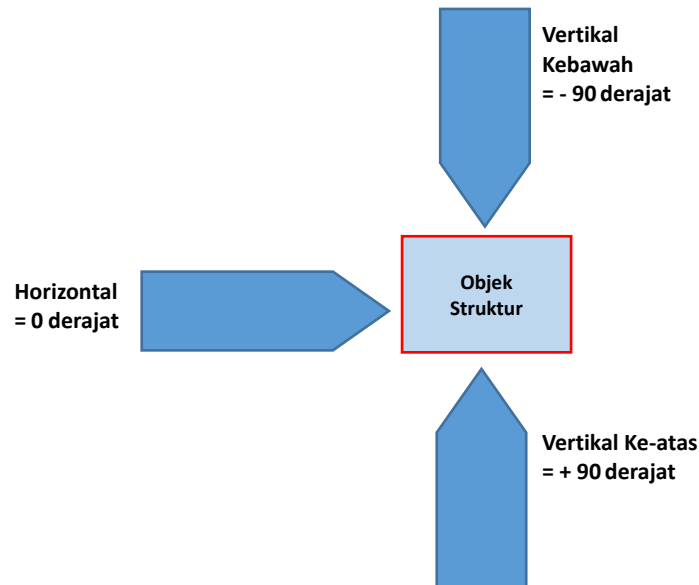 Vertikal
Kebawah
= - 90 derajat
Objek
Struktur
Horizontal
= 0 derajat
Vertikal Ke-atas
= + 90 derajat